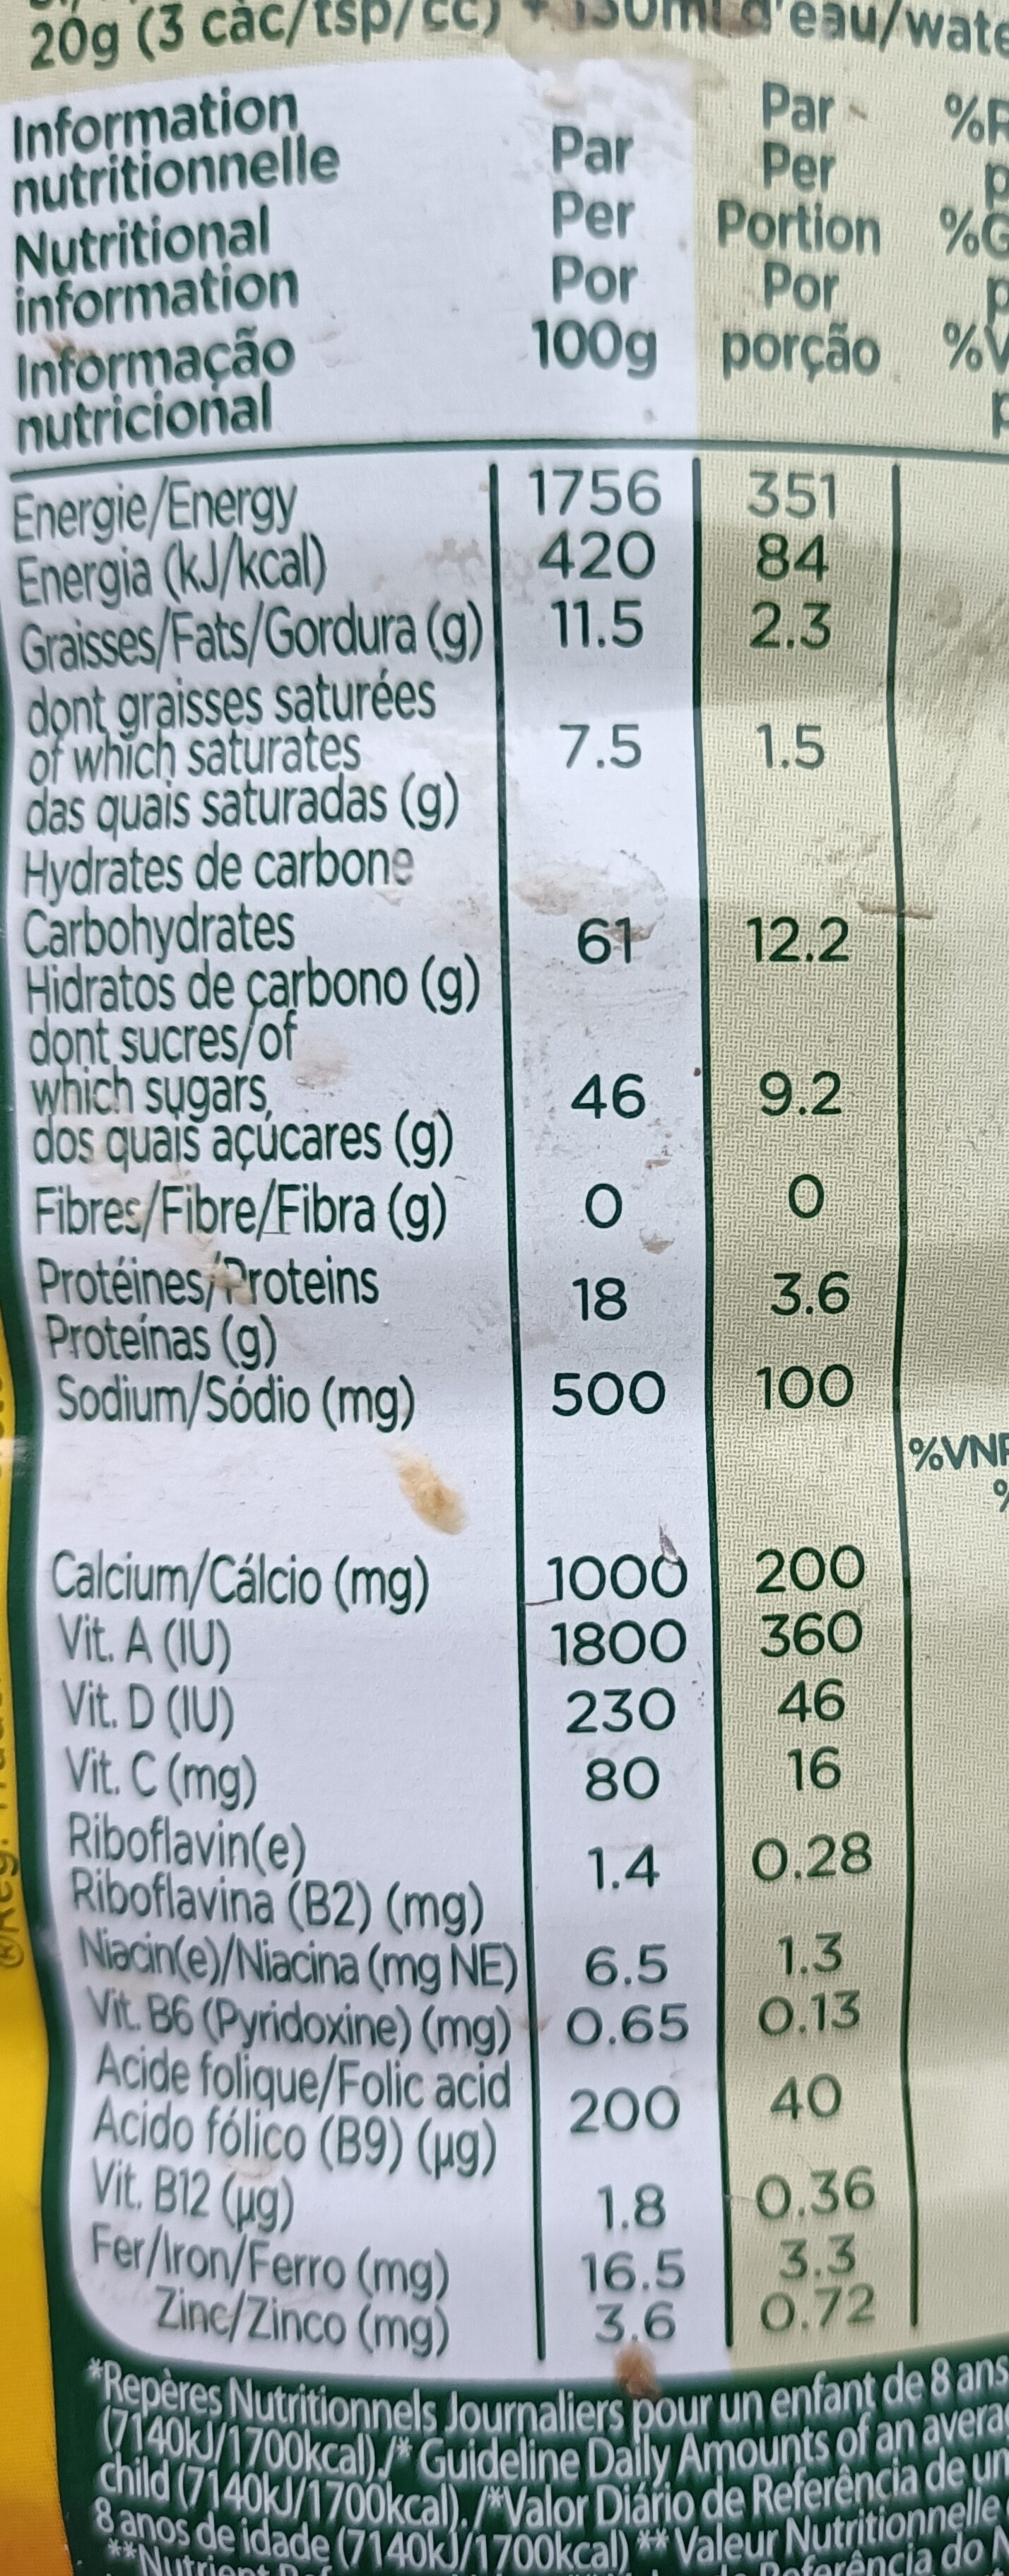 20g (3 càc/tsp/cc) + 150ml d'eau/wate
Information nutritionnelle
Nutritional information
Informação nutricional
Par Per Por 100g
Par Per Portion Por porção
Energie/Energy 1756 351
Energia (kJ/kcal) 420 84
Graisses/Fats/Gordura (g) 11.5 2.3
dont graisses saturées
of which saturates 7.5 1.5
das quais saturadas (g)
Hydrates de carbone
Carbohydrates 61 12.2
Hidratos de carbono (g)
dont sucres/of
which sugars, 46 9.2
dos quais açúcares (g)
Fibres/Fibre/Fibra (g) 0 0
Protéines/Proteins 18 3.6
Proteínas (g)
Sodium/Sódio (mg) 500 100
%VNR
Calcium/Cálcio (mg) 1000 200
Vit. A (IU) 1800 360
Vit. D (IU) 230 46
Vit. C (mg) 80 16
Riboflavin(e) 1.4 0.28
Riboflavina (B2) (mg)
Niacin(e)/Niacina (mg NE) 6.5 1.3
Vit. B6 (Pyridoxine) (mg) 0.65 0.13
Acide folique/Folic acid 200 40
Acido fólico (B9) (µg)
Vit. B12 (µg) 1.8 0.36
Fer/Iron/Ferro (mg) 16.5 3.3
Zinc/Zinco (mg) 3.6 0.72
*Repères Nutritionnels Journaliers pour un enfant de 8 ans
(7140kJ/1700kcal)./* Guideline Daily Amounts of an avera
child (7140kJ/1700kcal). /*Valor Diário de Referência de un
8 anos de idade (7140kJ/1700kcal) ** Valeur Nutritionnelle